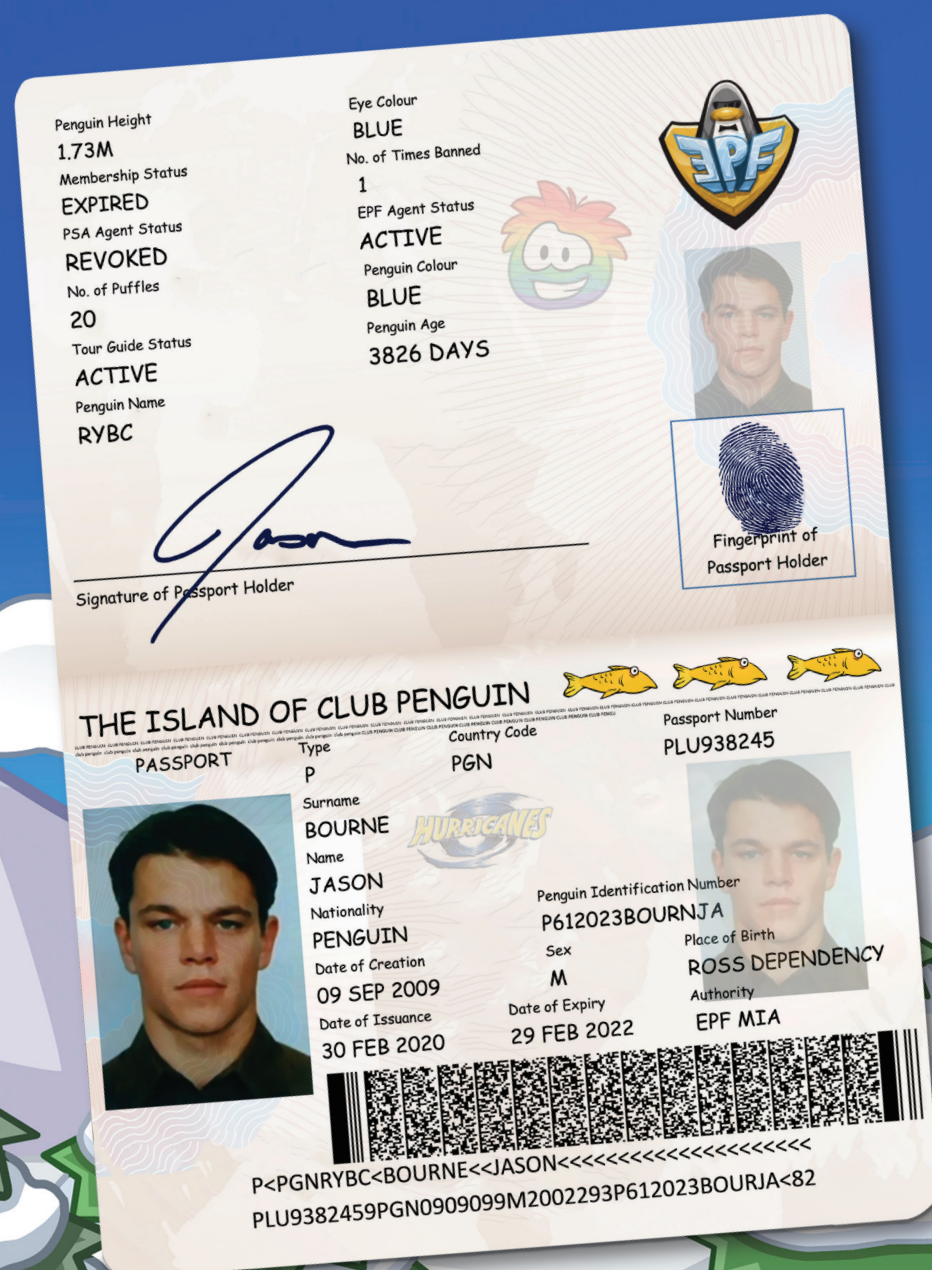 Penguin Height
1.73M
Membership Status
EXPIRED
PSA Agent Status
REVOKED
No. of Puffles
20
Tour Guide Status
ACTIVE
Penguin Name
RYBC
Eye Colour
BLUE
No. of Times Banned
1
EPF Agent Status
ACTIVE
Penguin Colour
BLUE
Penguin Age
3826 DAYS
EPF
Jason
Signature of Passport Holder
Fingerprint of
Passport Holder
THE ISLAND OF CLUB PENGUIN
PASSPORT
Type
P
Country Code
PGN
Passport Number
PLU938245
Surname
BOURNE
HURRICANES
Name
JASON
Nationality
PENGUIN
Penguin Identification Number
P612023BOURNJA
Date of Creation
09 SEP 2009
Sex
M
Place of Birth
ROSS DEPENDENCY
Date of Issuance
30 FEB 2020
Date of Expiry
29 FEB 2022
Authority
EPF MIA
P<PGNRYBC<BOURNE<<JASON<<<<<<<<<<<<<<<<<<<<<
PLU9382459PGN0909099M2002293P612023BOURJA<82